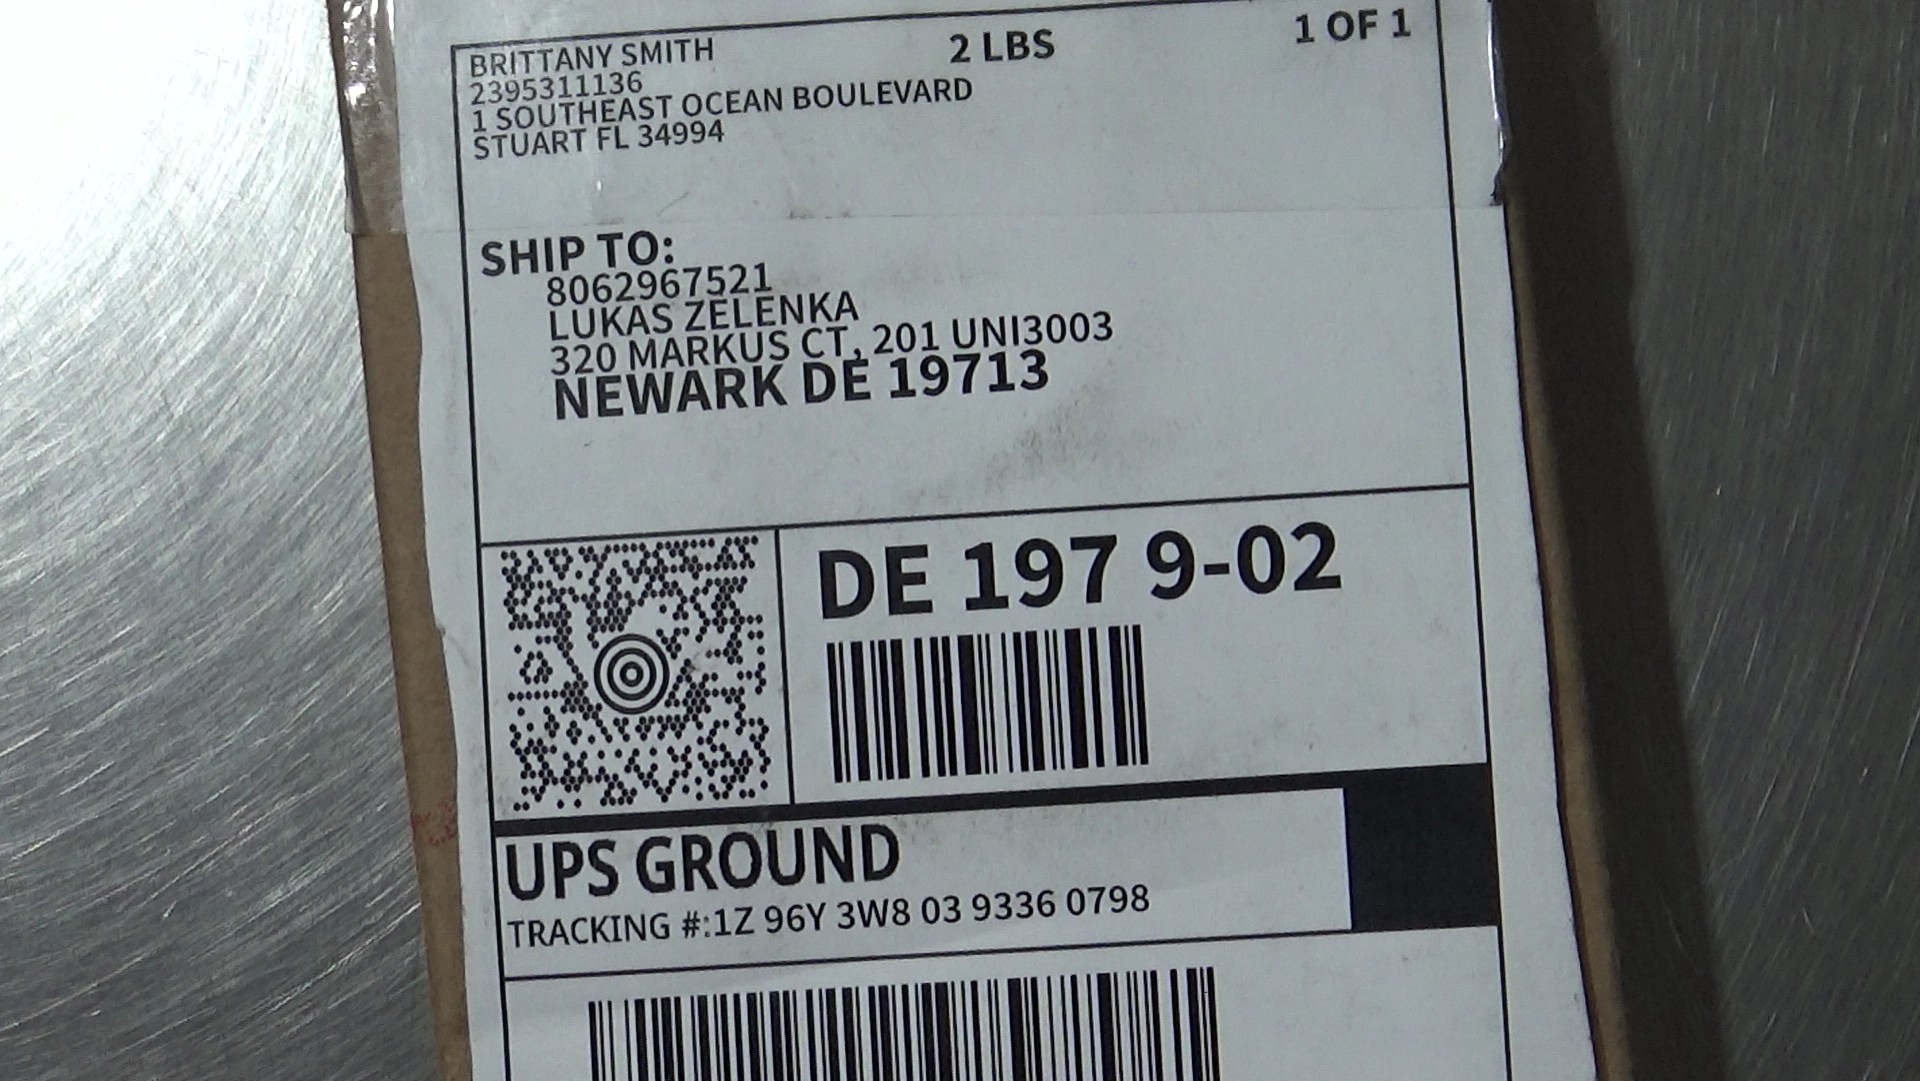 BRITTANY SMITH 2 LBS 1 OF 1
2395311136
1 SOUTHEAST OCEAN BOULEVARD
STUART FL 34994
SHIP TO:
8062967521
LUKAS ZELENKA
320 MARKUS CT, 201 UNI3003
NEWARK DE 19713
DE 197 9-02
UPS GROUND
TRACKING #:1Z 96Y 3W8 03 9336 0798